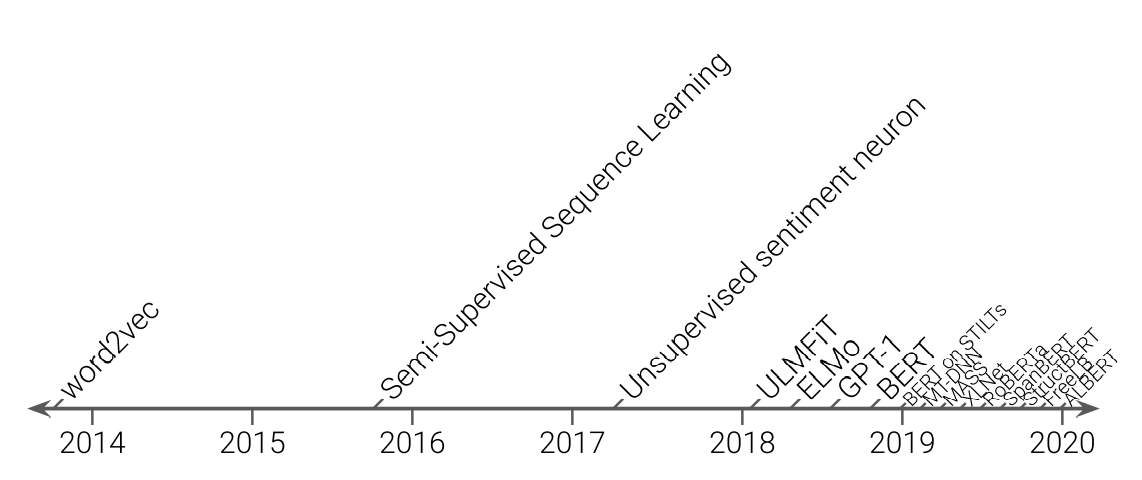 word2vec
Semi-Supervised Sequence Learning
Unsupervised sentiment neuron
ULMFiT
ELMo
GPT-1
BERT
BERT on STILTs
MT-DNN
MASS
XLNet
RoBERTa
SpanBERT
StructBERT
FreeLB
ALBERT
2014 2015 2016 2017 2018 2019 2020